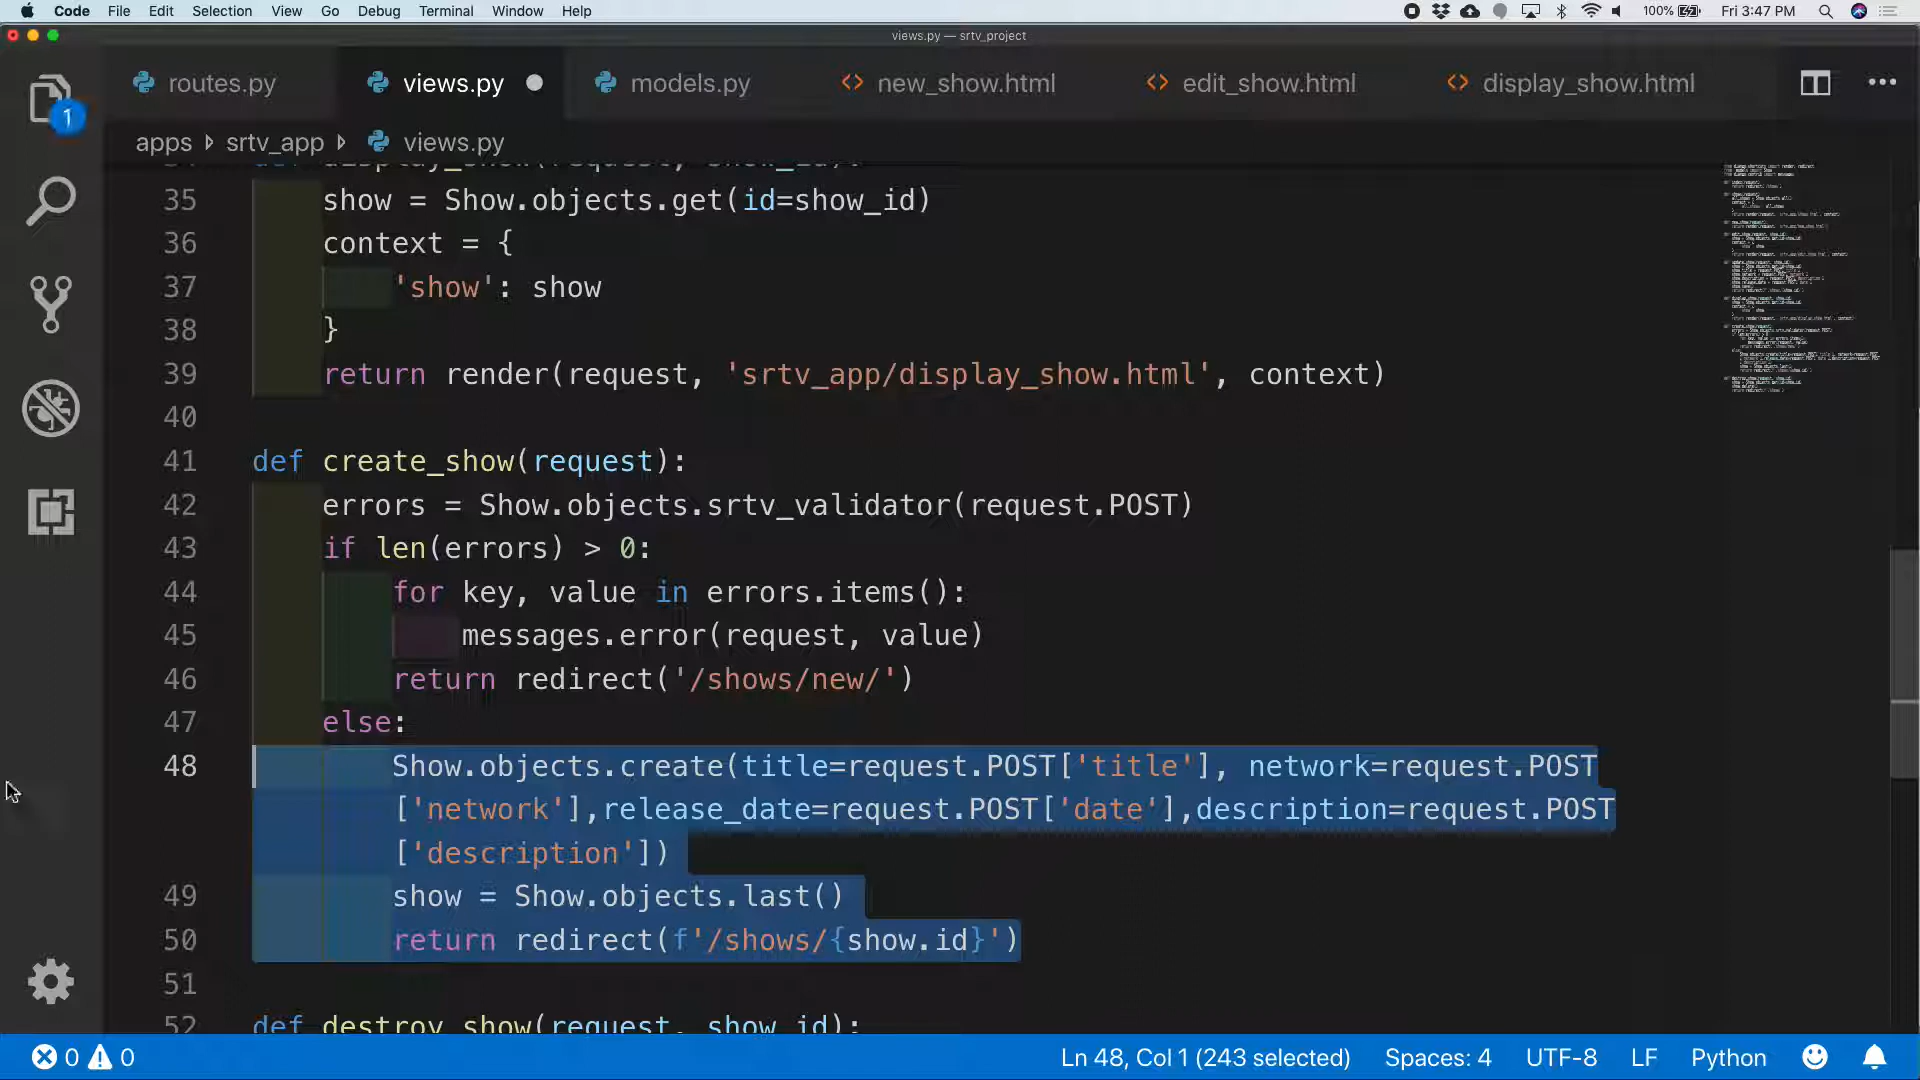 Code File Edit Selection View Go Debug Terminal Window Help 100% Fri 3:47 PM
views.py — srtv_project
routes.py views.py models.py new_show.html edit_show.html display_show.html
1
apps srtv_app views.py
35 show = Show.objects.get(id=show_id)
36 context = {
37 'show': show
38 }
39 return render(request, 'srtv_app/display_show.html', context)
40
41 def create_show(request):
42 errors = Show.objects.srtv_validator(request.POST)
43 if len(errors) > 0:
44 for key, value in errors.items():
45 messages.error(request, value)
46 return redirect('/shows/new/')
47 else:
48 Show.objects.create(title=request.POST['title'], network=request.POST
['network'],release_date=request.POST['date'],description=request.POST
['description'])
49 show = Show.objects.last()
50 return redirect(f'/shows/{show.id}')
51
52 def destroy_show(request, show_id):
0 0 Ln 48, Col 1 (243 selected) Spaces: 4 UTF-8 LF Python